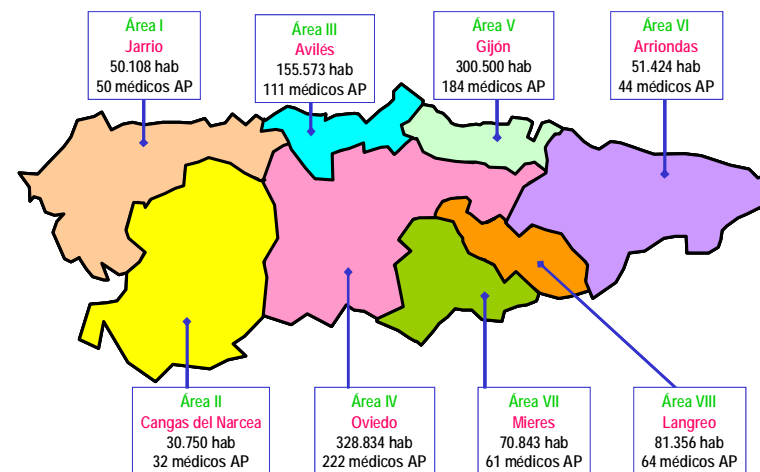 Área I
Jarrio
50.108 hab
50 médicos AP
Área III
Avilés
155.573 hab
111 médicos AP
Área V
Gijón
300.500 hab
184 médicos AP
Área VI
Arriondas
51.424 hab
44 médicos AP
Área II
Cangas del Narcea
30.750 hab
32 médicos AP
Área IV
Oviedo
328.834 hab
222 médicos AP
Área VII
Mieres
70.843 hab
61 médicos AP
Área VIII
Langreo
81.356 hab
64 médicos AP